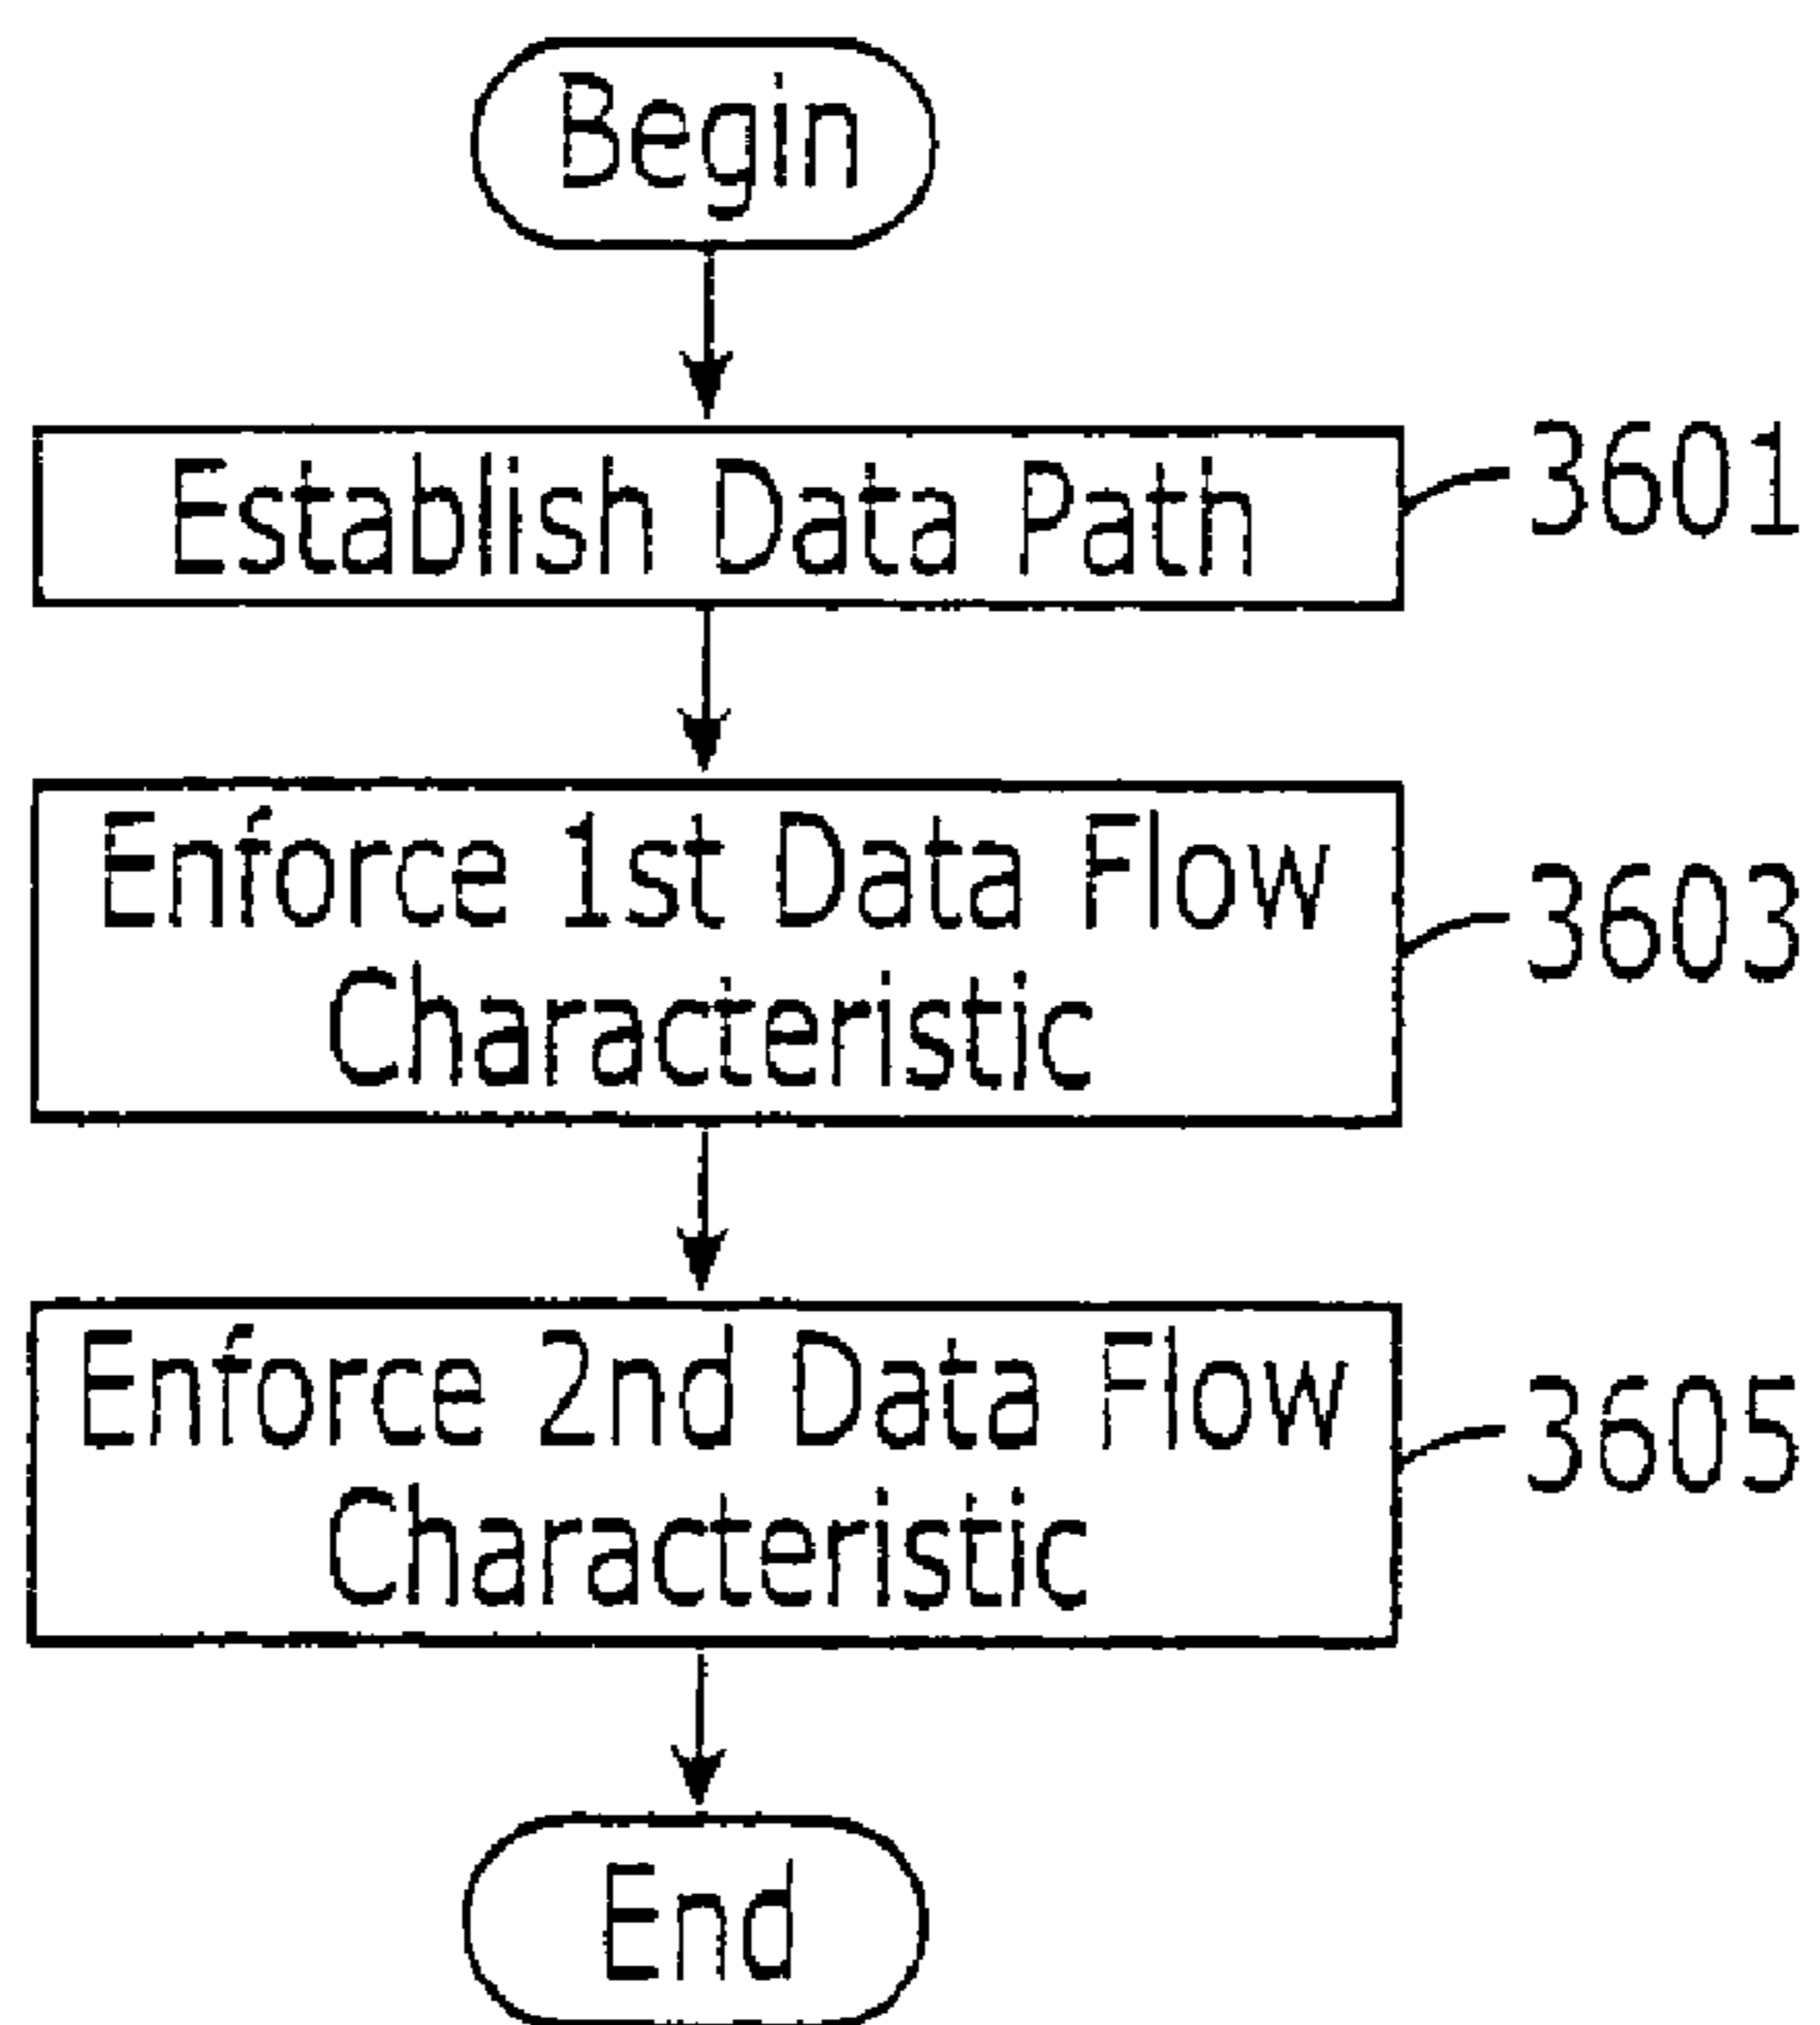 Begin
Establish Data Path
3601
Enforce 1st Data Flow
Characteristic
3603
Enforce 2nd Data Flow
Characteristic
3605
End